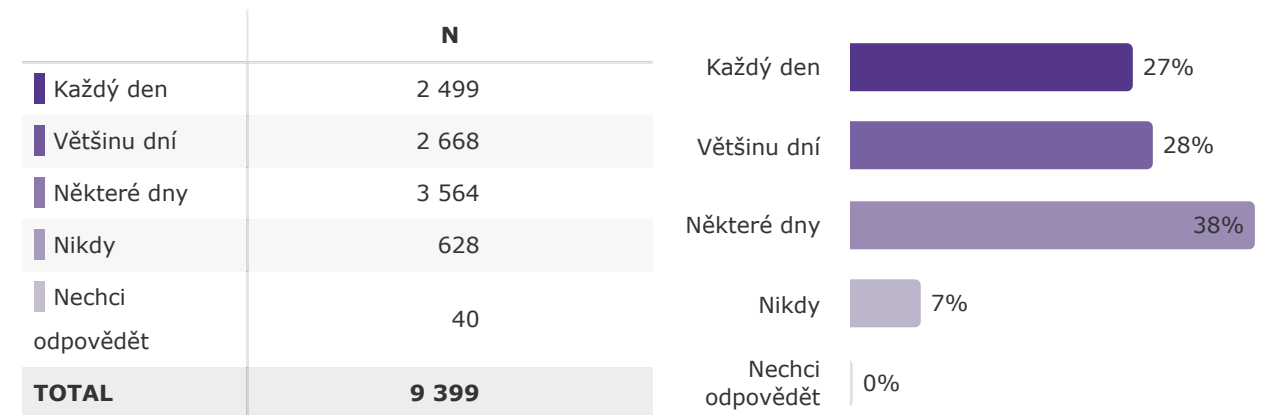 N
Každý den 2 499
Většinu dní 2 668
Některé dny 3 564
Nikdy 628
Nechci
odpovědět 40
TOTAL 9 399
Každý den 27%
Většinu dní 28%
Některé dny 38%
Nikdy 7%
Nechci
odpovědět 0%